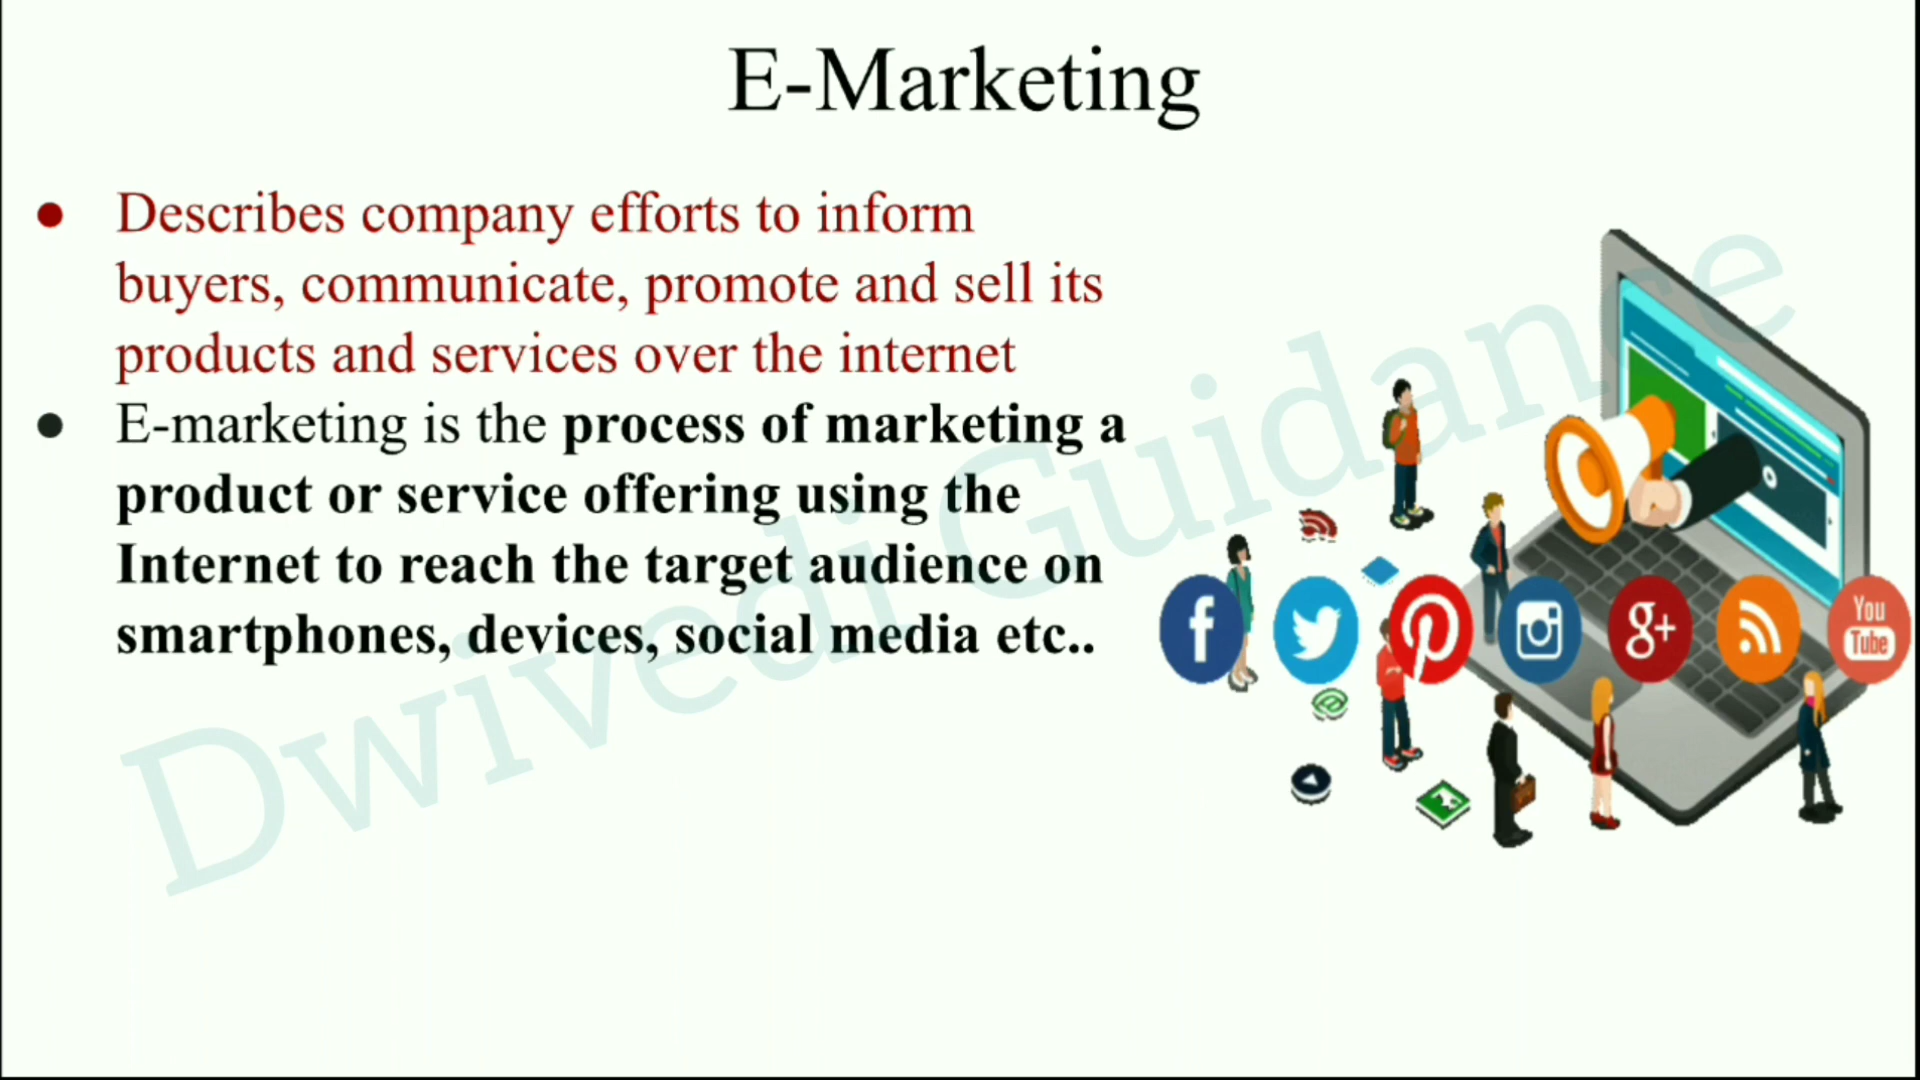 E-Marketing
● Describes company efforts to inform
buyers, communicate, promote and sell its
products and services over the internet
● E-marketing is the process of marketing a
product or service offering using the
Internet to reach the target audience on
smartphones, devices, social media etc..
Dwivedi Guidance
f
g+
You
Tube